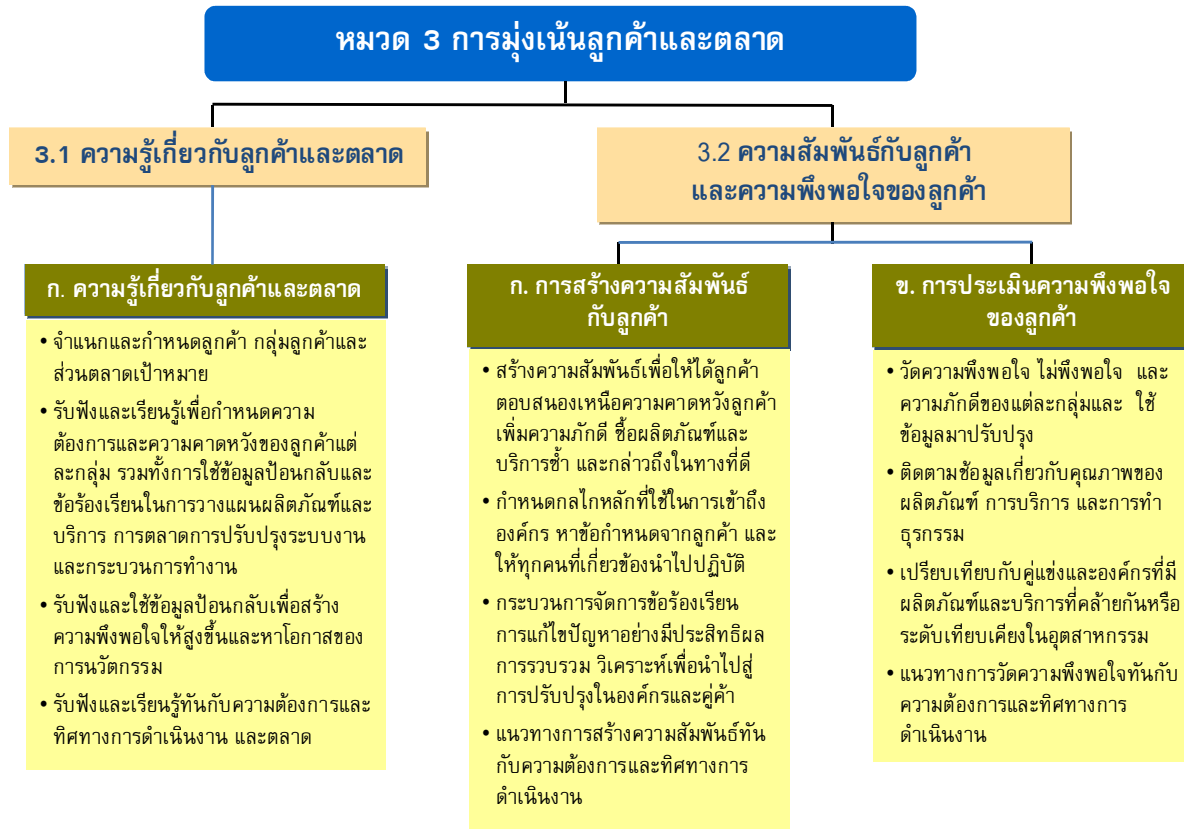 หมวด 3 การมุ่งเน้นลูกค้าและตลาด
3.1 ความรู้เกี่ยวกับลูกค้าและตลาด
3.2 ความสัมพันธ์กับลูกค้า
และความพึงพอใจของลูกค้า
ก. ความรู้เกี่ยวกับลูกค้าและตลาด
• จำแนกและกำหนดลูกค้า กลุ่มลูกค้าและ
ส่วนตลาดเป้าหมาย
• รับฟังและเรียนรู้เพื่อกำหนดความ
ต้องการและความคาดหวังของลูกค้าแต่
ละกลุ่ม รวมทั้งการใช้ข้อมูลป้อนกลับและ
ข้อร้องเรียนในการวางแผนผลิตภัณฑ์และ
บริการ การตลาดการปรับปรุงระบบงาน
และกระบวนการทำงาน
• รับฟังและใช้ข้อมูลป้อนกลับเพื่อสร้าง
ความพึงพอใจให้สูงขึ้นและหาโอกาสของ
การนวัตกรรม
• รับฟังและเรียนรู้ทันกับความต้องการและ
ทิศทางการดำเนินงาน และตลาด
ก. การสร้างความสัมพันธ์
กับลูกค้า
• สร้างความสัมพันธ์เพื่อให้ได้ลูกค้า
ตอบสนองเหนือความคาดหวังลูกค้า
เพิ่มความภักดี ซื้อผลิตภัณฑ์และ
บริการซ้ำ และกล่าวถึงในทางที่ดี
• กำหนดกลไกหลักที่ใช้ในการเข้าถึง
องค์กร หาข้อกำหนดจากลูกค้า และ
ให้ทุกคนที่เกี่ยวข้องนำไปปฏิบัติ
• กระบวนการจัดการข้อร้องเรียน
การแก้ไขปัญหาอย่างมีประสิทธิผล
การรวบรวม วิเคราะห์เพื่อนำไปสู่
การปรับปรุงในองค์กรและคู่ค้า
• แนวทางการสร้างความสัมพันธ์ทัน
กับความต้องการและทิศทางการ
ดำเนินงาน
ข. การประเมินความพึงพอใจ
ของลูกค้า
• วัดความพึงพอใจ ไม่พึงพอใจ และ
ความภักดีของแต่ละกลุ่มและ ใช้
ข้อมูลมาปรับปรุง
• ติดตามข้อมูลเกี่ยวกับคุณภาพของ
ผลิตภัณฑ์ การบริการ และการทำ
ธุรกรรม
• เปรียบเทียบกับคู่แข่งและองค์กรที่มี
ผลิตภัณฑ์และบริการที่คล้ายกันหรือ
ระดับเทียบเคียงในอุตสาหกรรม
• แนวทางการวัดความพึงพอใจทันกับ
ความต้องการและทิศทางการ
ดำเนินงาน